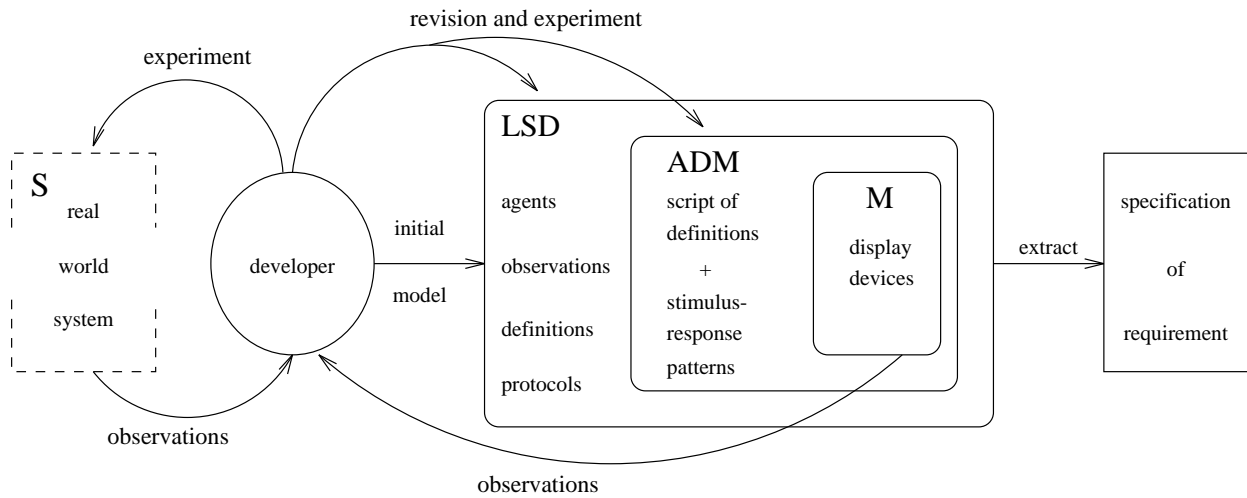 revision and experiment
experiment
S
real
world
system
observations
developer
initial
model
LSD
agents
observations
definitions
protocols
ADM
script of
definitions
+
stimulus-
response
patterns
M
display
devices
observations
extract
specification
of
requirement